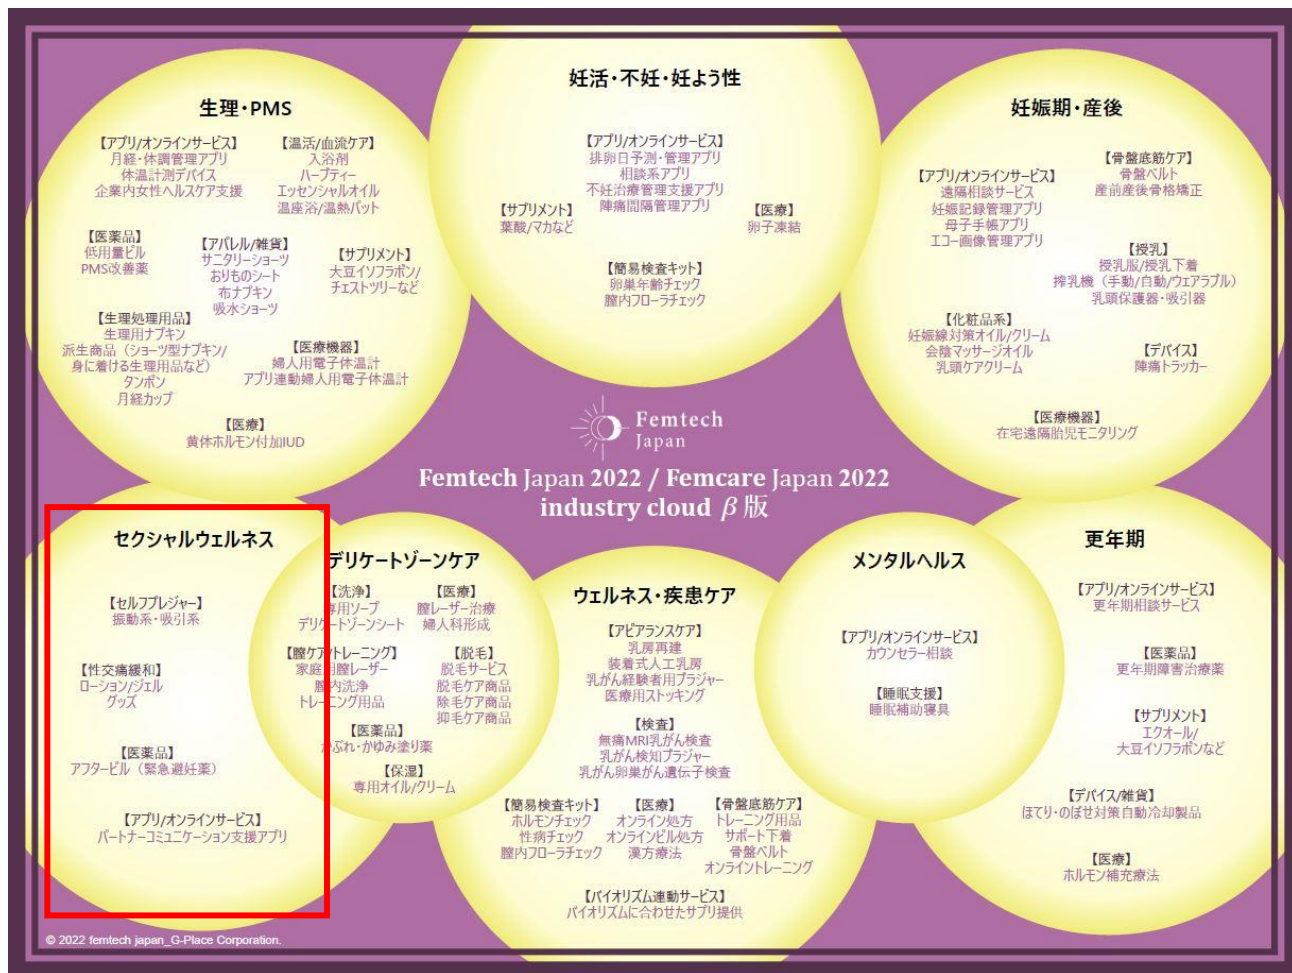 生理・PMS
【アプリ/オンラインサービス】
月経・体調管理アプリ
体温計測デバイス
企業内女性ヘルスケア支援
【温活/血流ケア】
入浴剤
ハーブティー
エッセンシャルオイル
温座浴/温熱パット
【医薬品】
低用量ピル
PMS改善薬
【アパレル/雑貨】
サニタリーショーツ
おりものシート
布ナプキン
吸水ショーツ
【サプリメント】
大豆イソフラボン/
チェストツリーなど
【生理処理用品】
生理用ナプキン
派生商品（ショーツ型ナプキン/
身に着ける生理用品など）
タンポン
月経カップ
【医療機器】
婦人用電子体温計
アプリ連動婦人用電子体温計
【医療】
黄体ホルモン付加IUD
妊活・不妊・妊よう性
【アプリ/オンラインサービス】
排卵日予測・管理アプリ
相談系アプリ
不妊治療管理支援アプリ
陣痛間隔管理アプリ
【サプリメント】
葉酸/マカなど
【医療】
卵子凍結
【簡易検査キット】
卵巣年齢チェック
膣内フローラチェック
妊娠期・産後
【アプリ/オンラインサービス】
遠隔相談サービス
妊娠記録管理アプリ
母子手帳アプリ
エコー画像管理アプリ
【骨盤底筋ケア】
骨盤ベルト
産前産後骨格矯正
【授乳】
授乳服/授乳下着
搾乳機（手動/自動/ウェアラブル）
乳頭保護器・吸引器
【化粧品系】
妊娠線対策オイル/クリーム
会陰マッサージオイル
乳頭ケアクリーム
【デバイス】
陣痛トラッカー
【医療機器】
在宅遠隔胎児モニタリング
Femtech
Japan
Femtech Japan 2022 / Femcare Japan 2022
industry cloud β版
セクシャルウェルネス
【セルフプレジャー】
振動系・吸引系
【性交痛緩和】
ローション/ジェル
グッズ
【医薬品】
アフターピル（緊急避妊薬）
【アプリ/オンラインサービス】
パートナーコミュニケーション支援アプリ
デリケートゾーンケア
【洗浄】
専用ソープ
デリケートゾーンシート
【医療】
膣レーザー治療
婦人科形成
【膣ケア/トレーニング】
家庭用膣レーザー
膣内洗浄
トレーニング用品
【脱毛】
脱毛サービス
脱毛ケア商品
除毛ケア商品
抑毛ケア商品
【医薬品】
かぶれ・かゆみ塗り薬
【保湿】
専用オイル/クリーム
ウェルネス・疾患ケア
【アピアランスケア】
乳房再建
装着式人工乳房
乳がん経験者用ブラジャー
医療用ストッキング
【検査】
無痛MRI乳がん検査
乳がん検知ブラジャー
乳がん卵巣がん遺伝子検査
【簡易検査キット】
ホルモンチェック
性病チェック
膣内フローラチェック
【医療】
オンライン処方
オンラインピル処方
漢方療法
【骨盤底筋ケア】
トレーニング用品
サポート下着
骨盤ベルト
オンライントレーニング
【バイオリズム連動サービス】
バイオリズムに合わせたサプリ提供
メンタルヘルス
【アプリ/オンラインサービス】
カウンセラー相談
【睡眠支援】
睡眠補助寝具
更年期
【アプリ/オンラインサービス】
更年期相談サービス
【医薬品】
更年期障害治療薬
【サプリメント】
エクオール/
大豆イソフラボンなど
【デバイス/雑貨】
ほてり・のぼせ対策自動冷却製品
【医療】
ホルモン補充療法
© 2022 femtech japan_G-Place Corporation.